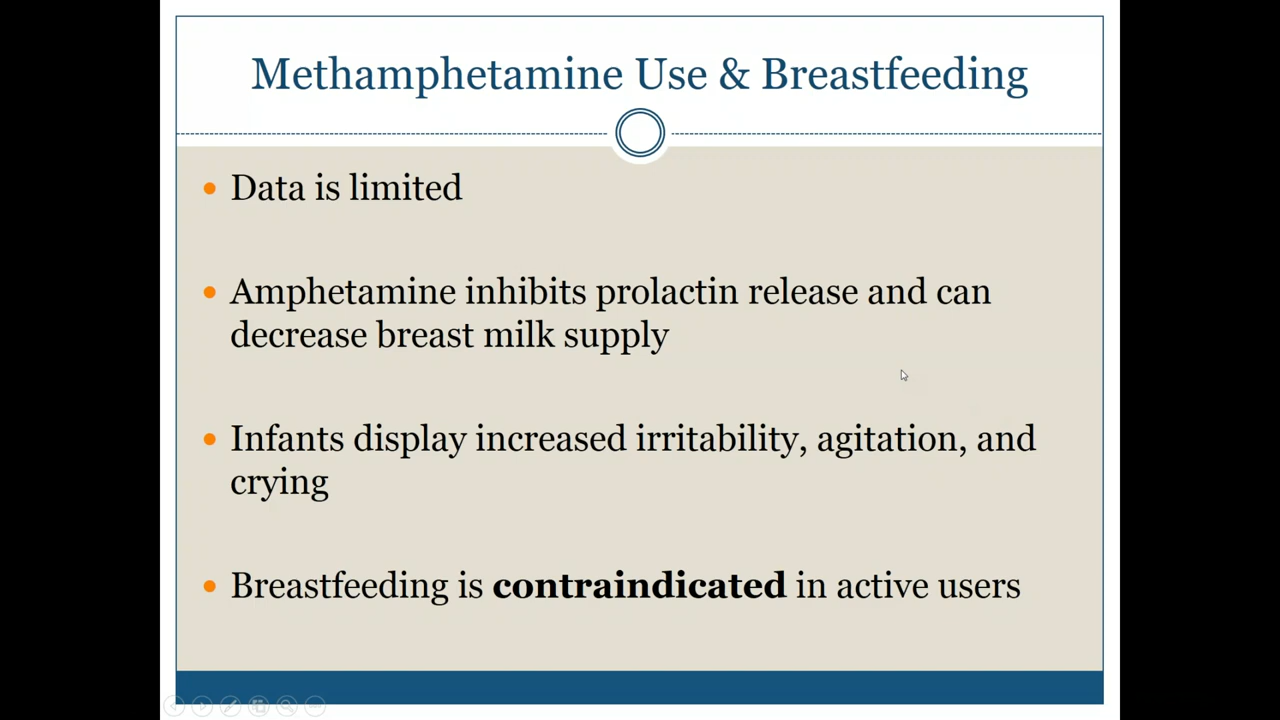 Methamphetamine Use & Breastfeeding
• Data is limited
• Amphetamine inhibits prolactin release and can
decrease breast milk supply
• Infants display increased irritability, agitation, and
crying
• Breastfeeding is contraindicated in active users